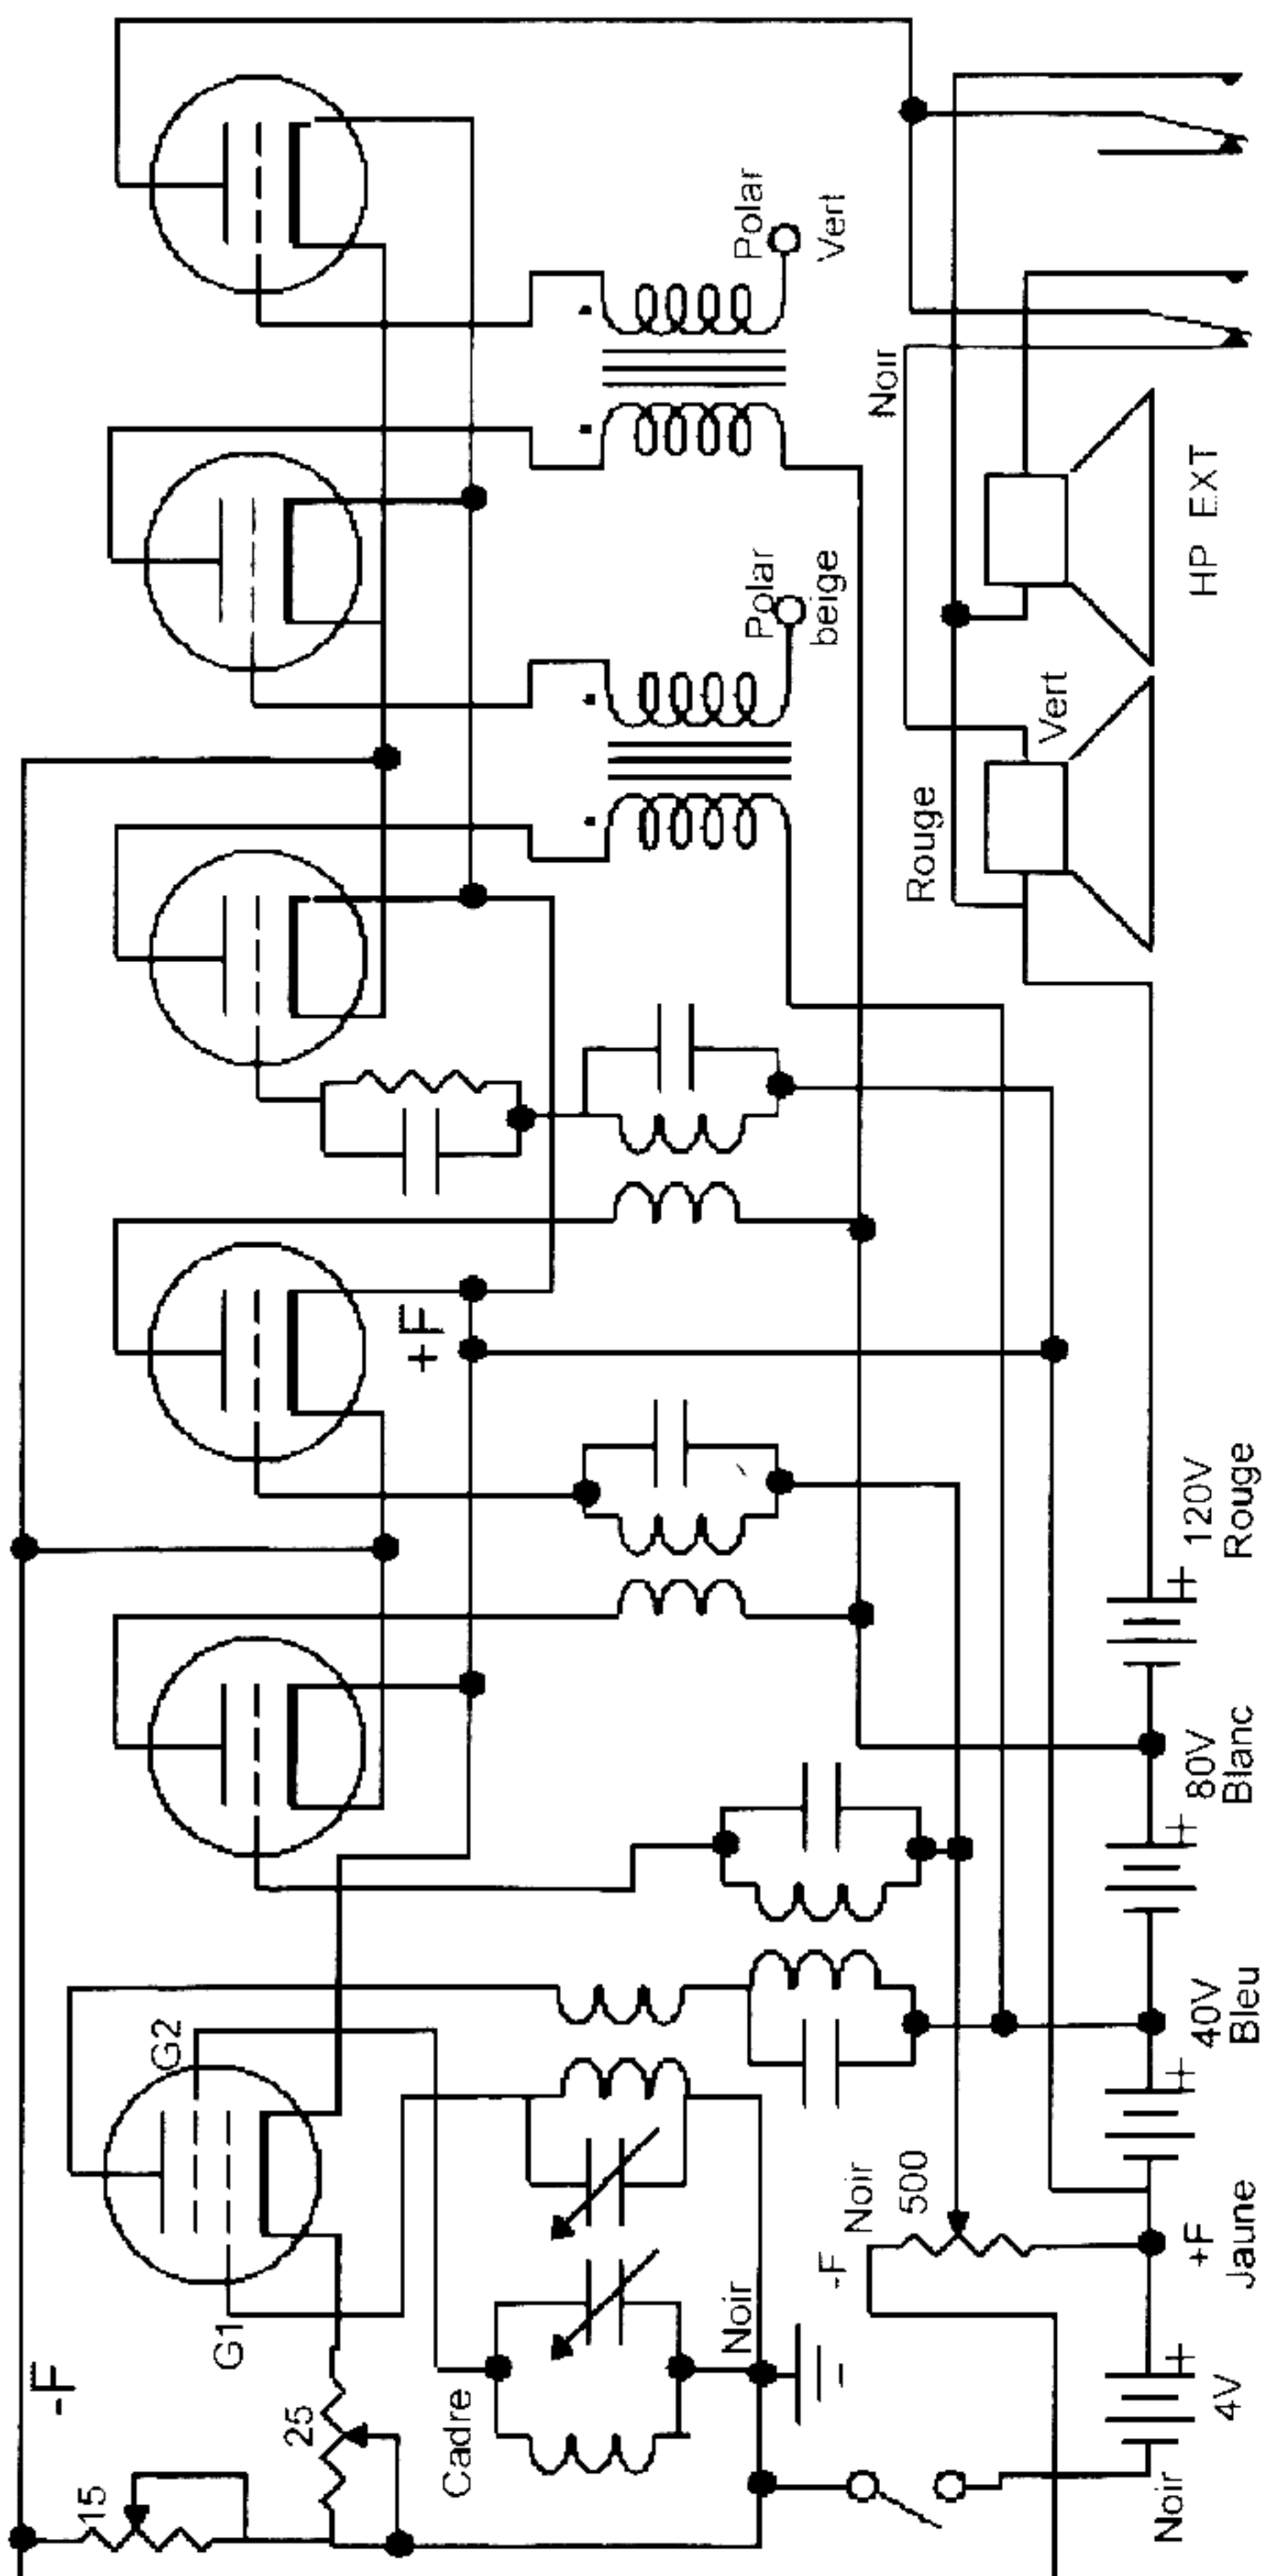 -F
15
25
G1
G2
Cadre
Noir
Noir
500
-F
+F
Polar
beige
Polar
Vert
Rouge
Vert
Noir
HP EXT
Noir
4V
+
+F
Jaune
+
40V
Bleu
+
80V
Blanc
+
120V
Rouge